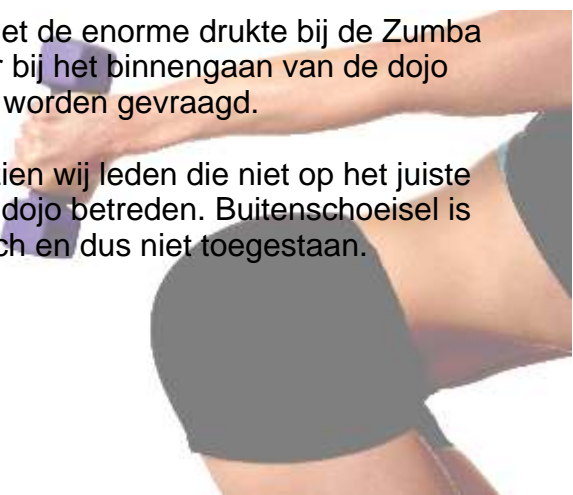 et de enorme drukte bij de Zumba
r bij het binnengaan van de dojo
worden gevraagd.
ien wij leden die niet op het juiste
dojo betreden. Buitenschoeisel is
ch en dus niet toegestaan.